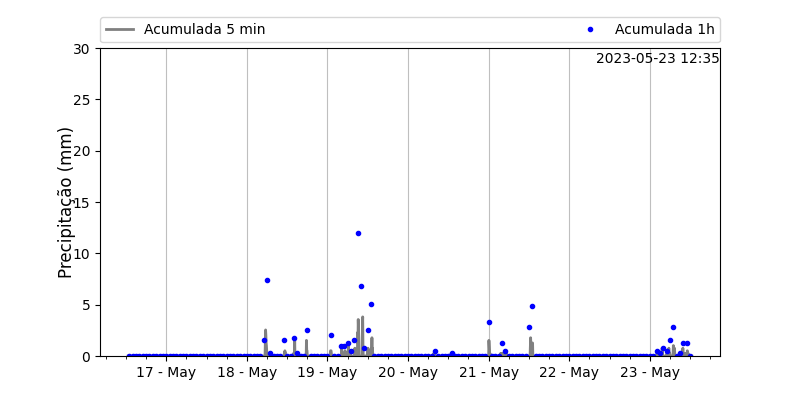 Acumulada 5 min
Acumulada 1h
2023-05-23 12:35
Precipitação (mm)
30
25
20
15
10
5
0
17 - May
18 - May
19 - May
20 - May
21 - May
22 - May
23 - May